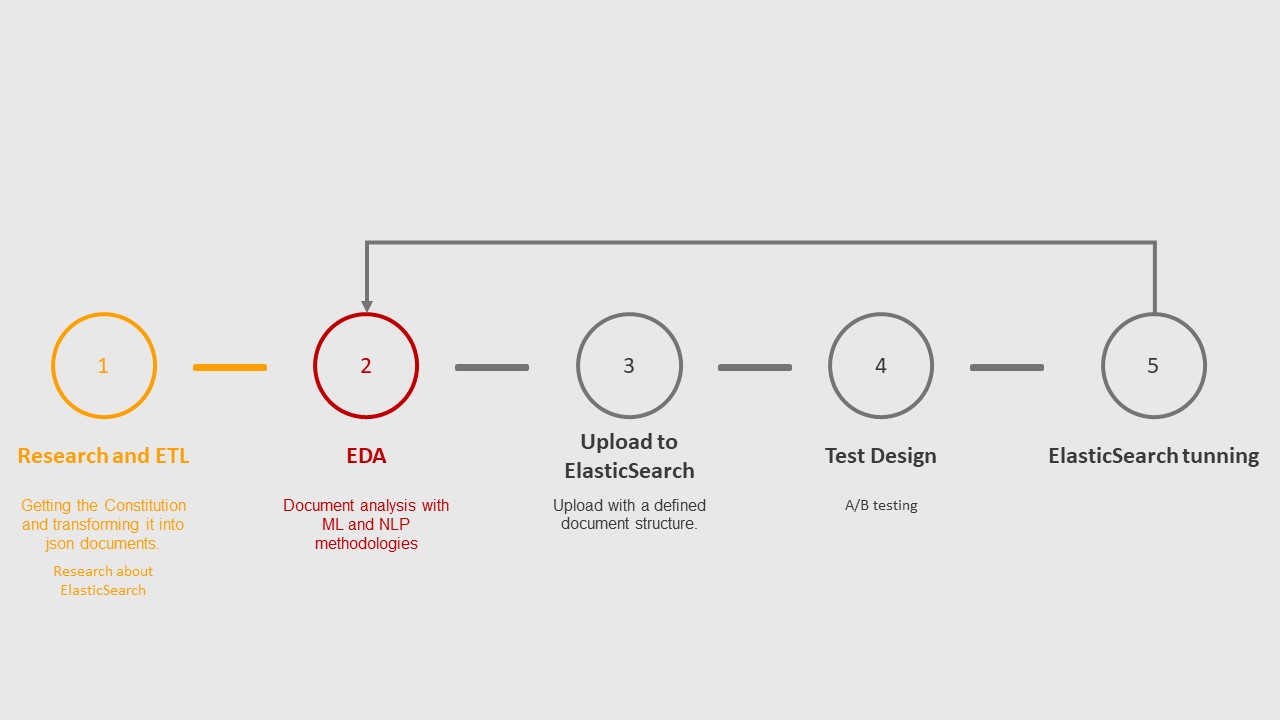 1
2
3
4
5
Research and ETL
Getting the Constitution
and transforming it into
json documents.
Research about
ElasticSearch
EDA
Document analysis with
ML and NLP
methodologies
Upload to
ElasticSearch
Upload with a defined
document structure.
Test Design
A/B testing
ElasticSearch tunning